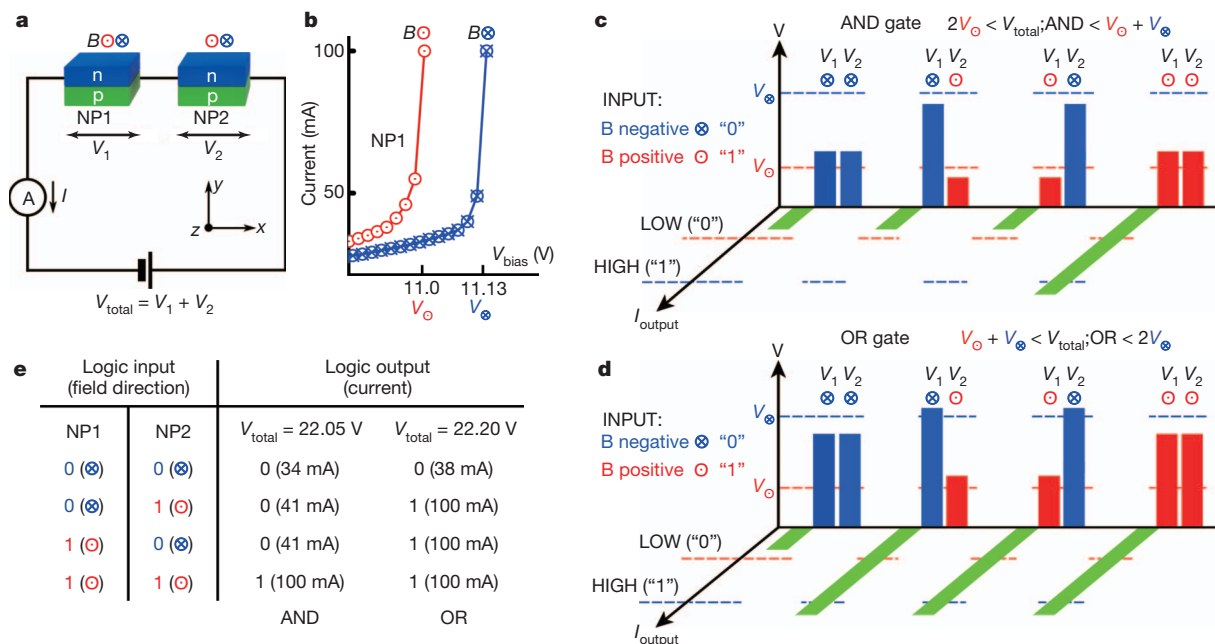 a
B⊙⊗ ⊙⊗
n n
p p
NP1 NP2
V1 V2
A I
y
z x
Vtotal = V1 + V2
b
B⊙ B⊗
100
Current (mA)
NP1
50
Vbias (V)
11.0 11.13
V⊙ V⊗
c
AND gate 2V⊙ < Vtotal;AND < V⊙ + V⊗
V
V1 V2 V1 V2 V1 V2 V1 V2
⊗ ⊗ ⊗ ⊙ ⊙ ⊗ ⊙ ⊙
V⊗
INPUT:
B negative ⊗ “0”
B positive ⊙ “1”
V⊙
LOW (“0”)
HIGH (“1”)
Ioutput
OR gate V⊙ + V⊗ < Vtotal;OR < 2V⊗
d
V
V1 V2 V1 V2 V1 V2 V1 V2
⊗ ⊗ ⊗ ⊙ ⊙ ⊗ ⊙ ⊙
V⊗
INPUT:
B negative ⊗ “0”
B positive ⊙ “1”
V⊙
LOW (“0”)
HIGH (“1”)
Ioutput
e
Logic input Logic output
(field direction) (current)
NP1 NP2 Vtotal = 22.05 V Vtotal = 22.20 V
0 (⊗) 0 (⊗) 0 (34 mA) 0 (38 mA)
0 (⊗) 1 (⊙) 0 (41 mA) 1 (100 mA)
1 (⊙) 0 (⊗) 0 (41 mA) 1 (100 mA)
1 (⊙) 1 (⊙) 1 (100 mA) 1 (100 mA)
AND OR